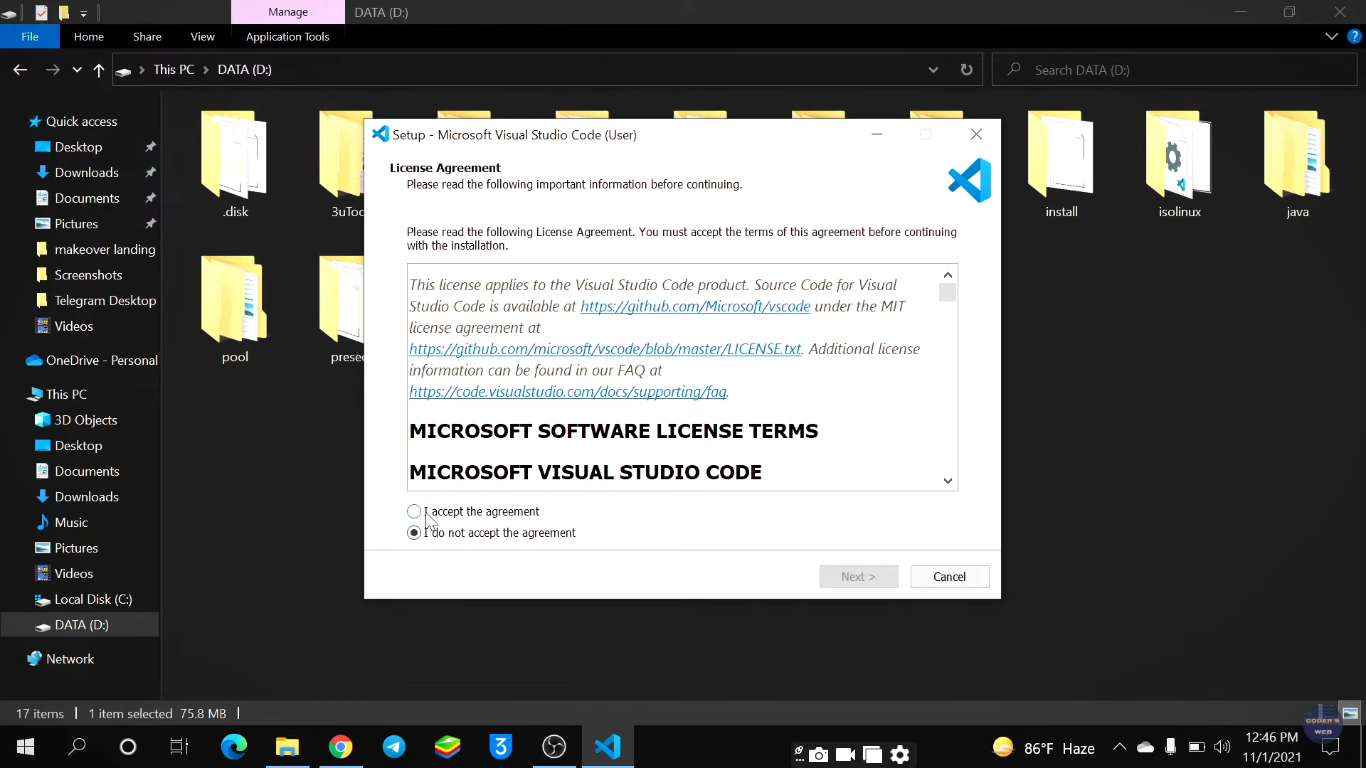 Manage
DATA (D:)
File
Home
Share
View
Application Tools
This PC
DATA (D:)
Search DATA (D:)
Quick access
Desktop
Downloads
Documents
Pictures
makeover landing
Screenshots
Telegram Desktop
Videos
OneDrive - Personal
This PC
3D Objects
Desktop
Documents
Downloads
Music
Pictures
Videos
Local Disk (C:)
DATA (D:)
Network
.disk
install
isolinux
java
pool
Setup - Microsoft Visual Studio Code (User)
License Agreement
Please read the following important information before continuing.
Please read the following License Agreement. You must accept the terms of this agreement before continuing
with the installation.
This license applies to the Visual Studio Code product. Source Code for Visual
Studio Code is available at https://github.com/Microsoft/vscode under the MIT
license agreement at
https://github.com/microsoft/vscode/blob/master/LICENSE.txt. Additional license
information can be found in our FAQ at
https://code.visualstudio.com/docs/supporting/faq.
MICROSOFT SOFTWARE LICENSE TERMS
MICROSOFT VISUAL STUDIO CODE
I accept the agreement
I do not accept the agreement
Next >
Cancel
17 items
1 item selected 75.8 MB
CODER'S
WEB
86°F Haze
12:46 PM
11/1/2021